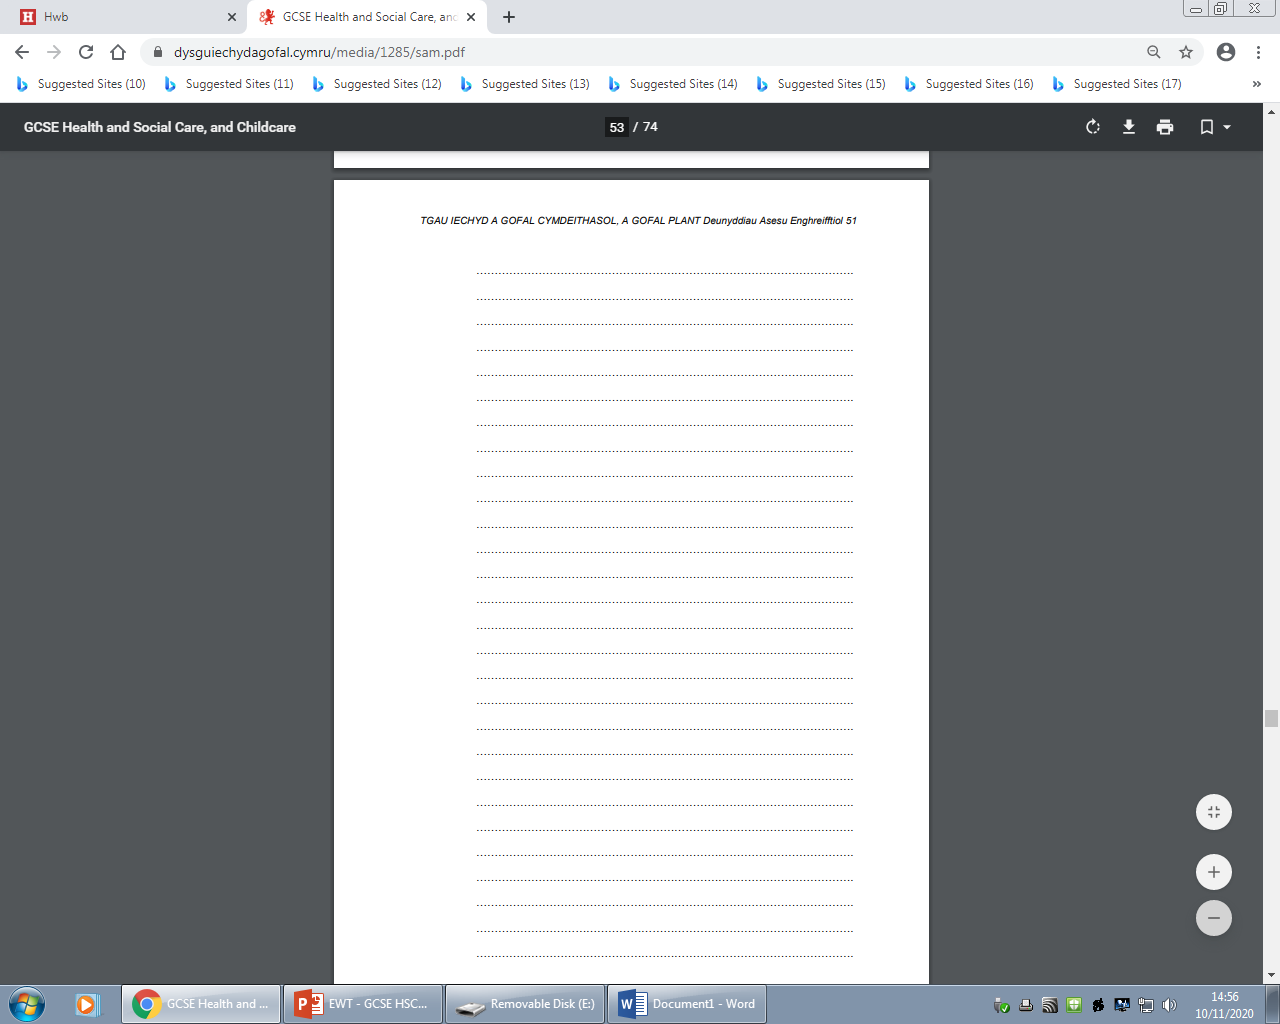 Hwb
GCSE Health and Social Care, and
dysguiechydagofal.cymru/media/1285/sam.pdf
Suggested Sites (10) Suggested Sites (11) Suggested Sites (12) Suggested Sites (13) Suggested Sites (14) Suggested Sites (15) Suggested Sites (16) Suggested Sites (17) »
GCSE Health and Social Care, and Childcare 53 / 74
TGAU IECHYD A GOFAL CYMDEITHASOL, A GOFAL PLANT Deunyddiau Asesu Enghreifftiol 51
GCSE Health and ... EWT - GCSE HSC... Removable Disk (E:) Document1 - Word 14:56
10/11/2020